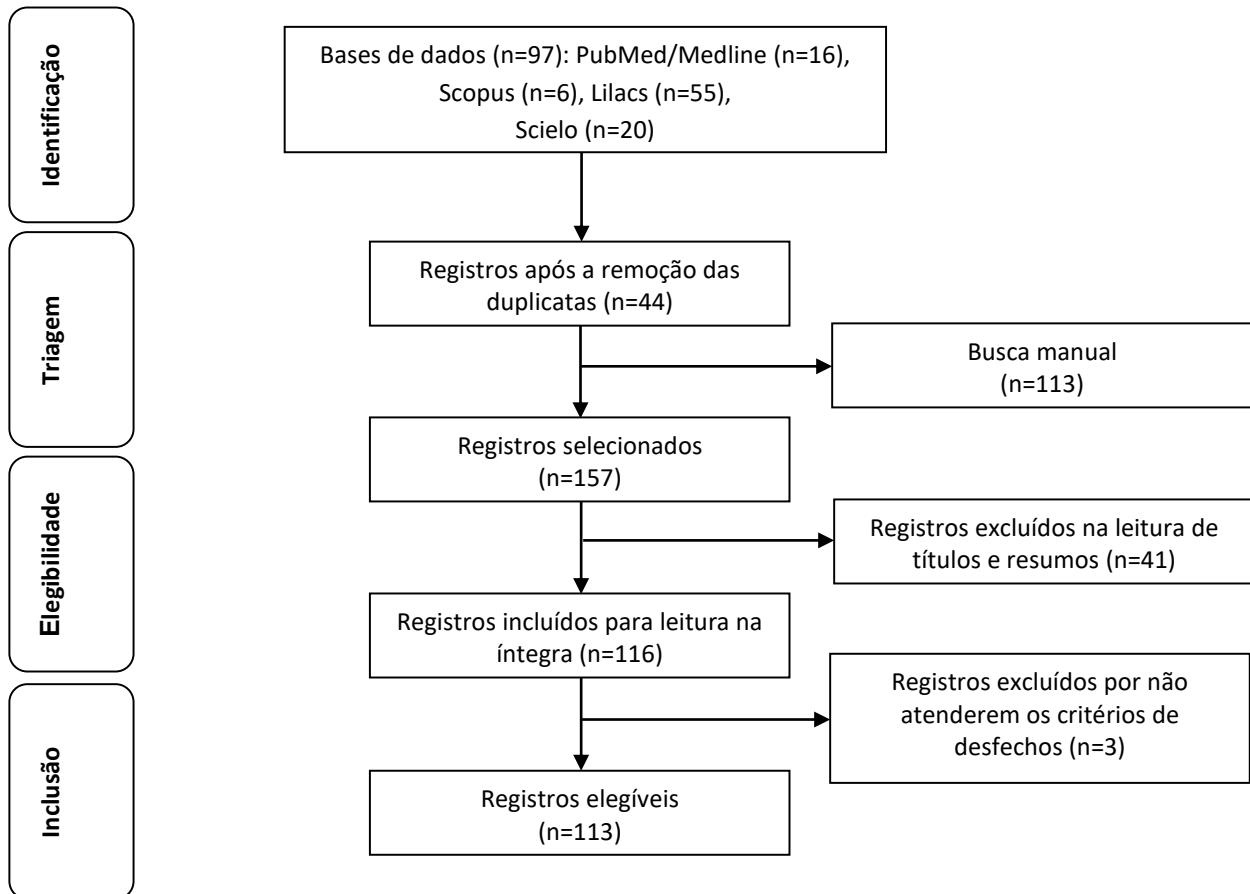 Identificação
Bases de dados (n=97): PubMed/Medline (n=16),
Scopus (n=6), Lilacs (n=55),
Scielo (n=20)
Triagem
Registros após a remoção das
duplicatas (n=44)
Busca manual
(n=113)
Registros selecionados
(n=157)
Elegibilidade
Registros excluídos na leitura de
títulos e resumos (n=41)
Registros incluídos para leitura na
íntegra (n=116)
Inclusão
Registros excluídos por não
atenderem os critérios de
desfechos (n=3)
Registros elegíveis
(n=113)